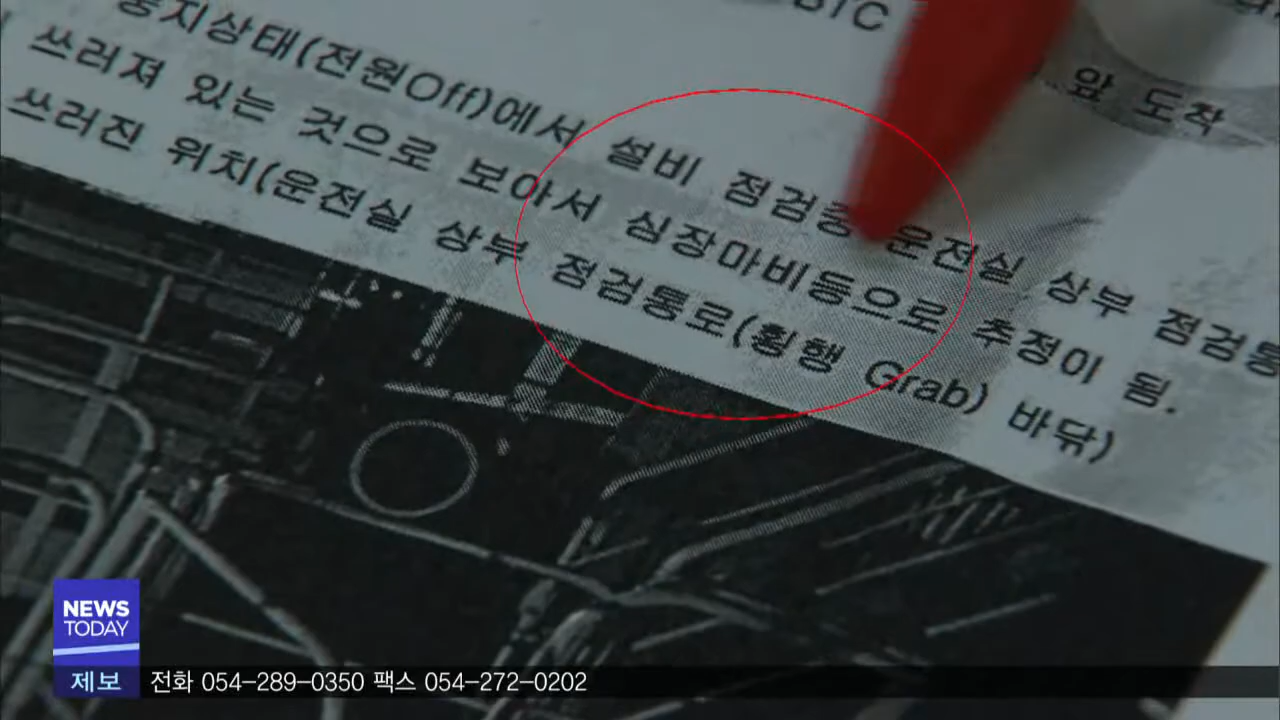 BTC
앞 도착
중지상태(전원Off)에서 설비 점검중 운전실 상부 점검통
쓰러져 있는 것으로 보아서 심장마비등으로 추정이 됨.
쓰러진 위치(운전실 상부 점검통로(횡행 Grab) 바닦)
NEWS
TODAY
제보 전화 054-289-0350 팩스 054-272-0202